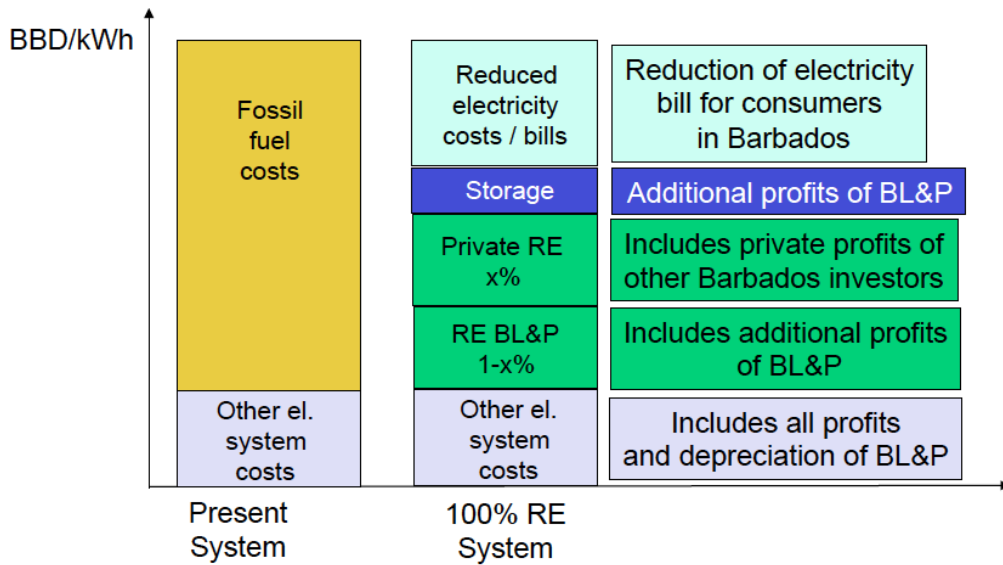 BBD/kWh
Fossil
fuel
costs
Other el.
system
costs
Present
System
Reduced
electricity
costs / bills
Storage
Private RE
x%
RE BL&P
1-x%
Other el.
system
costs
100% RE
System
Reduction of electricity
bill for consumers
in Barbados
Additional profits of BL&P
Includes private profits of
other Barbados investors
Includes additional profits
of BL&P
Includes all profits
and depreciation of BL&P